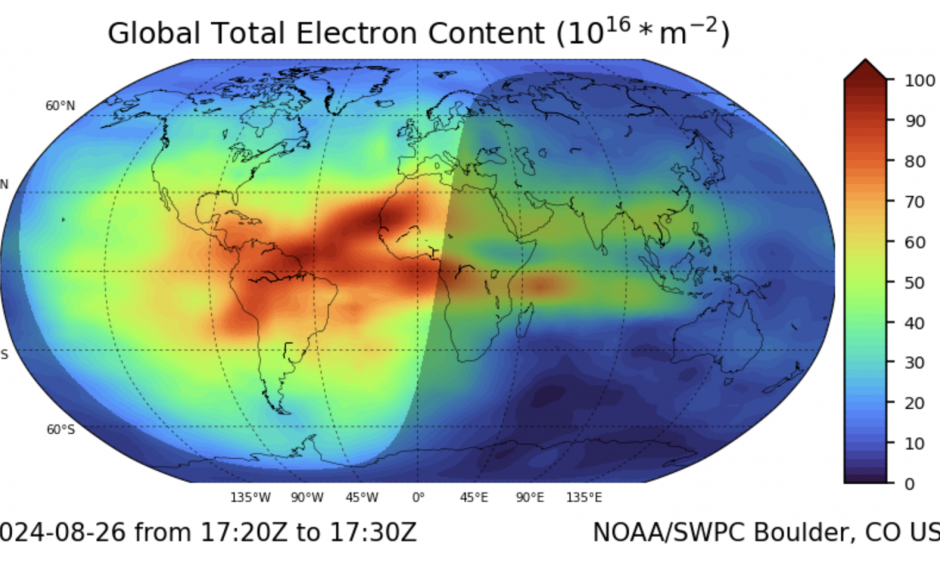 Global Total Electron Content (10¹⁶*m⁻²)
60°N
N
S
60°S
135°W 90°W 45°W 0° 45°E 90°E 135°E
100
90
80
70
60
50
40
30
20
10
0
024-08-26 from 17:20Z to 17:30Z
NOAA/SWPC Boulder, CO US